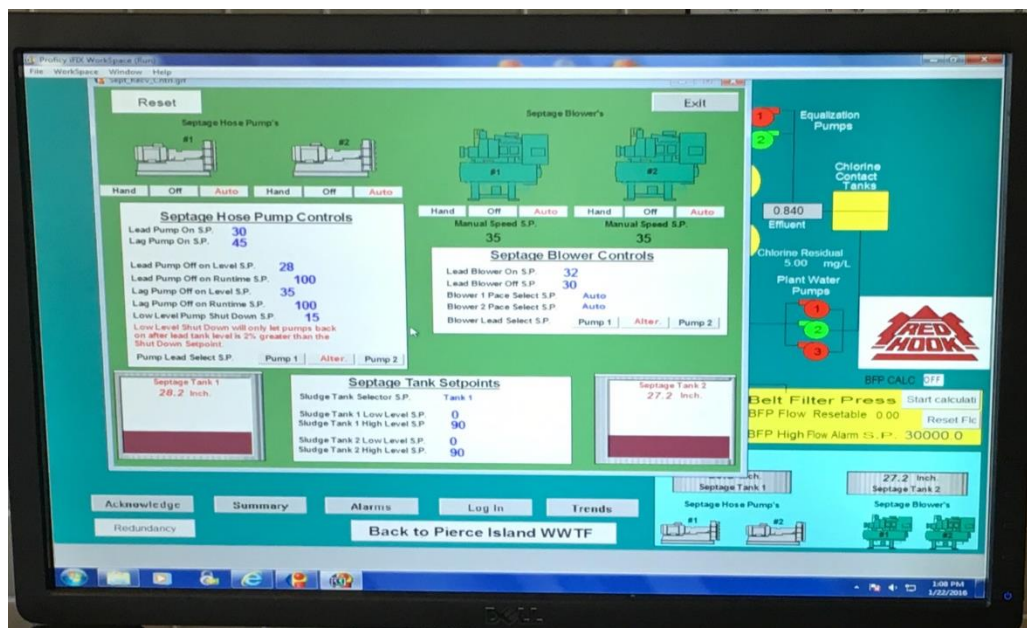 Proficy iFIX WorkSpace (Run)
File WorkSpace Window Help
Reset
Exit
Septage Hose Pump's
#1
#2
Hand Off Auto Hand Off Auto
Septage Blower's
#1
#2
Hand Off Auto Hand Off Auto
Manual Speed S.P. Manual Speed S.P.
35 35
Septage Hose Pump Controls
Lead Pump On S.P. 30
Lag Pump On S.P. 45
Lead Pump Off on Level S.P. 28
Lead Pump Off on Runtime S.P. 100
Lag Pump Off on Level S.P. 35
Lag Pump Off on Runtime S.P. 100
Low Level Pump Shut Down S.P. 15
Low Level Shut Down will only let pumps back
on after lead tank level is 2% greater than the
Shut Down Setpoint.
Pump Lead Select S.P. Pump 1 Alter. Pump 2
Septage Blower Controls
Lead Blower On S.P. 32
Lead Blower Off S.P. 30
Blower 1 Pace Select S.P. Auto
Blower 2 Pace Select S.P. Auto
Blower Lead Select S.P. Pump 1 Alter. Pump 2
Septage Tank 1
28.2 Inch.
Septage Tank Setpoints
Sludge Tank Selector S.P. Tank 1
Sludge Tank 1 Low Level S.P. 0
Sludge Tank 1 High Level S.P. 90
Sludge Tank 2 Low Level S.P. 0
Sludge Tank 2 High Level S.P. 90
Septage Tank 2
27.2 Inch.
1
2
Equalization
Pumps
Chlorine
Contact
Tanks
0.840
Effluent
Chlorine Residual
5.00 mg/L
Plant Water
Pumps
1
2
3
RED
HOOK
BFP CALC OFF
Belt Filter Press Start calculati
BFP Flow Resetable 0.00 Reset Flc
BFP High Flow Alarm S.P. 30000.0
Septage Tank 1
27.2 Inch
Septage Tank 2
Septage Hose Pump's
#1 #2
Septage Blower's
#1 #2
Acknowledge Summary Alarms Log In Trends
Redundancy
Back to Pierce Island WWTF
1:08 PM
1/22/2016
DELL